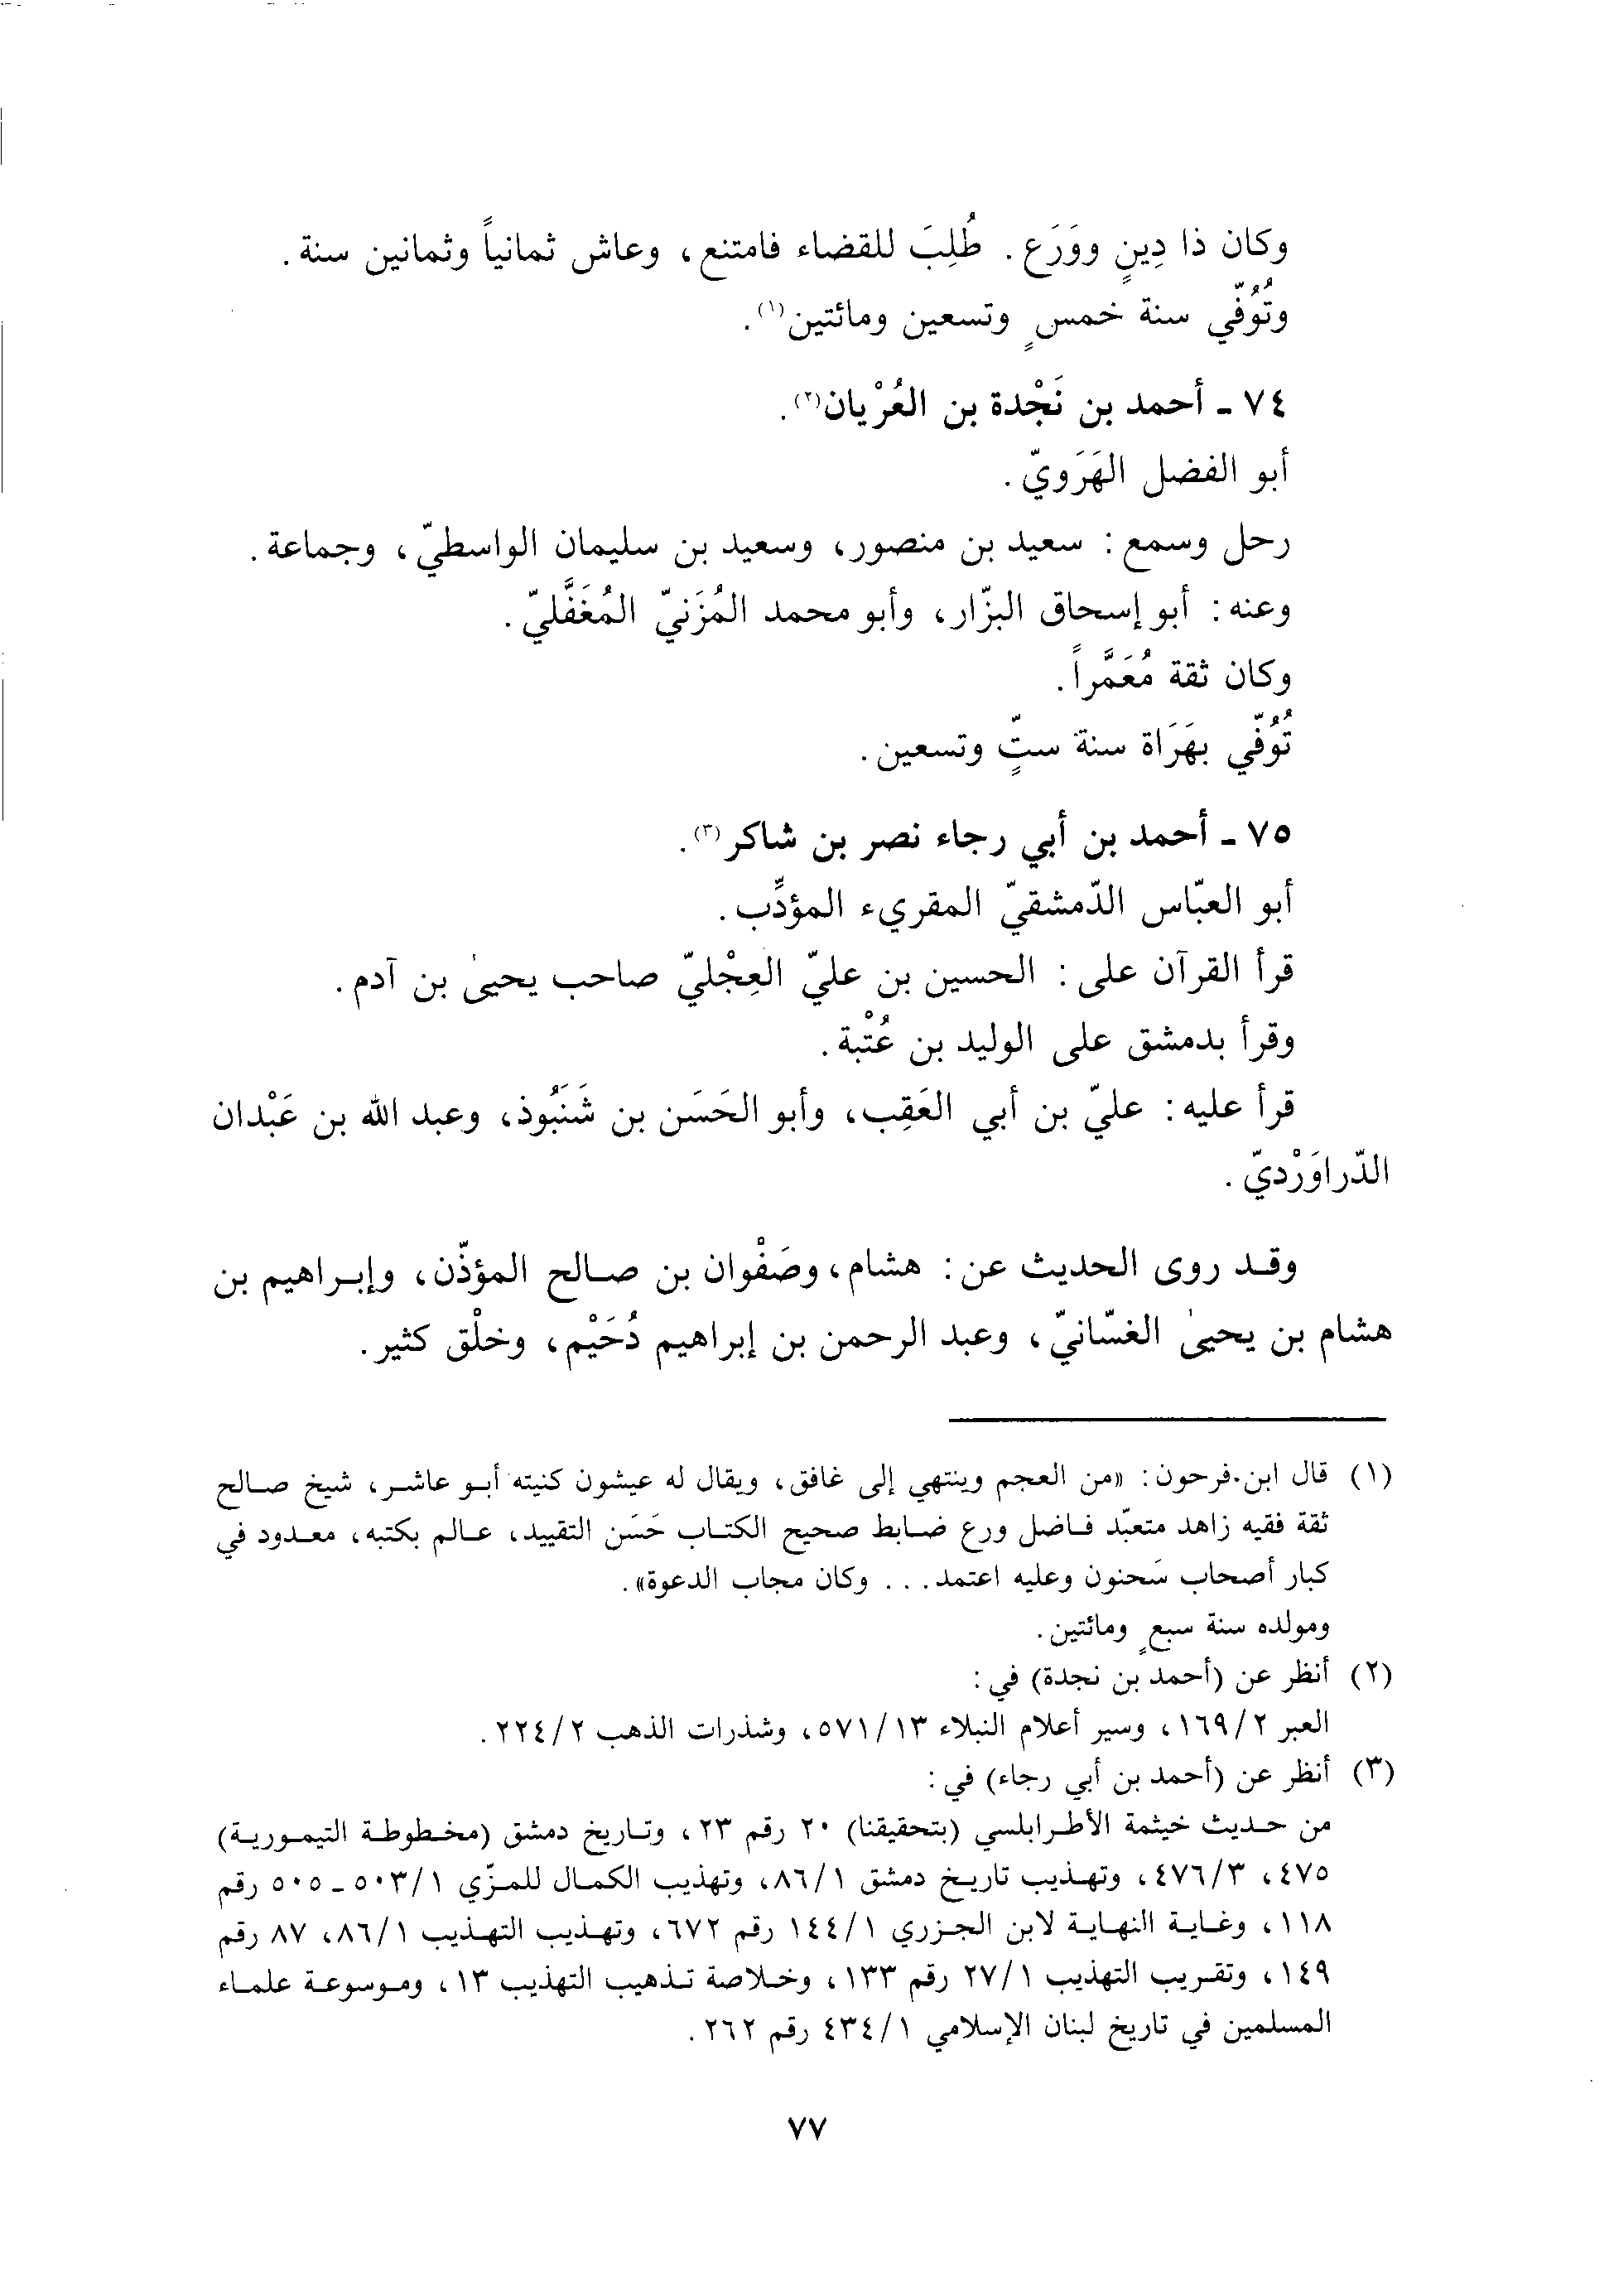 وكان ذا دِينٍ ووَرَع. طُلِبَ للقضاء فامتنع، وعاش ثمانياً وثمانين سنة.
وتُوُفّي سنة خمسٍ وتسعين ومائتين(١).
٧٤ ـ أحمد بن نَجْدة بن العُرْيان(٢).
أبو الفضل الهَرَويّ.
رحل وسمع: سعيد بن منصور، وسعيد بن سليمان الواسطيّ، وجماعة.
وعنه: أبو إسحاق البزّار، وأبو محمد المُزَنيّ المُغَفَّليّ.
وكان ثقة مُعَمَّراً.
تُوُفّي بهَرَاة سنة ستٍّ وتسعين.
٧٥ ـ أحمد بن أبي رجاء نصر بن شاكر(٣).
أبو العبّاس الدّمشقيّ المقريء المؤدِّب.
قرأ القرآن على: الحسين بن عليّ العِجْليّ صاحب يحيىٰ بن آدم.
وقرأ بدمشق على الوليد بن عُتْبة.
قرأ عليه: عليّ بن أبي العَقِب، وأبو الحَسَن بن شَنَبُوذ، وعبد الله بن عَبْدان
الدّراوَرْديّ.
وقد روى الحديث عن: هشام، وصَفْوان بن صالح المؤذّن، وإبراهيم بن
هشام بن يحيىٰ الغسّانيّ، وعبد الرحمن بن إبراهيم دُحَيْم، وخلْق كثير.
(١) قال ابن فرحون: «من العجم وينتهي إلى غافق، ويقال له عيشون كنيته أبو عاشر، شيخ صالح
ثقة فقيه زاهد متعبّد فاضل ورع ضابط صحيح الكتاب حَسَن التقييد، عالم بكتبه، معدود في
كبار أصحاب سَحنون وعليه اعتمد... وكان مجاب الدعوة».
ومولده سنة سبعٍ ومائتين.
(٢) أنظر عن (أحمد بن نجدة) في:
العبر ١٦٩/٢، وسير أعلام النبلاء ٥٧١/١٣، وشذرات الذهب ٢٢٤/٢.
(٣) أنظر عن (أحمد بن أبي رجاء) في:
من حديث خيثمة الأطرابلسي (بتحقيقنا) ٢٠ رقم ٢٣، وتاريخ دمشق (مخطوطة التيمورية)
٤٧٥، ٤٧٦/٣، وتهذيب تاريخ دمشق ٨٦/١، وتهذيب الكمال للمزّي ٥٠٣/١ ـ ٥٠٥ رقم
١١٨، وغاية النهاية لابن الجزري ١٤٤/١ رقم ٦٧٢، وتهذيب التهذيب ٨٦/١، ٨٧ رقم
١٤٩، وتقريب التهذيب ٢٧/١ رقم ١٣٣، وخلاصة تذهيب التهذيب ١٣، وموسوعة علماء
المسلمين في تاريخ لبنان الإسلامي ٤٣٤/١ رقم ٢٦٢.
٧٧